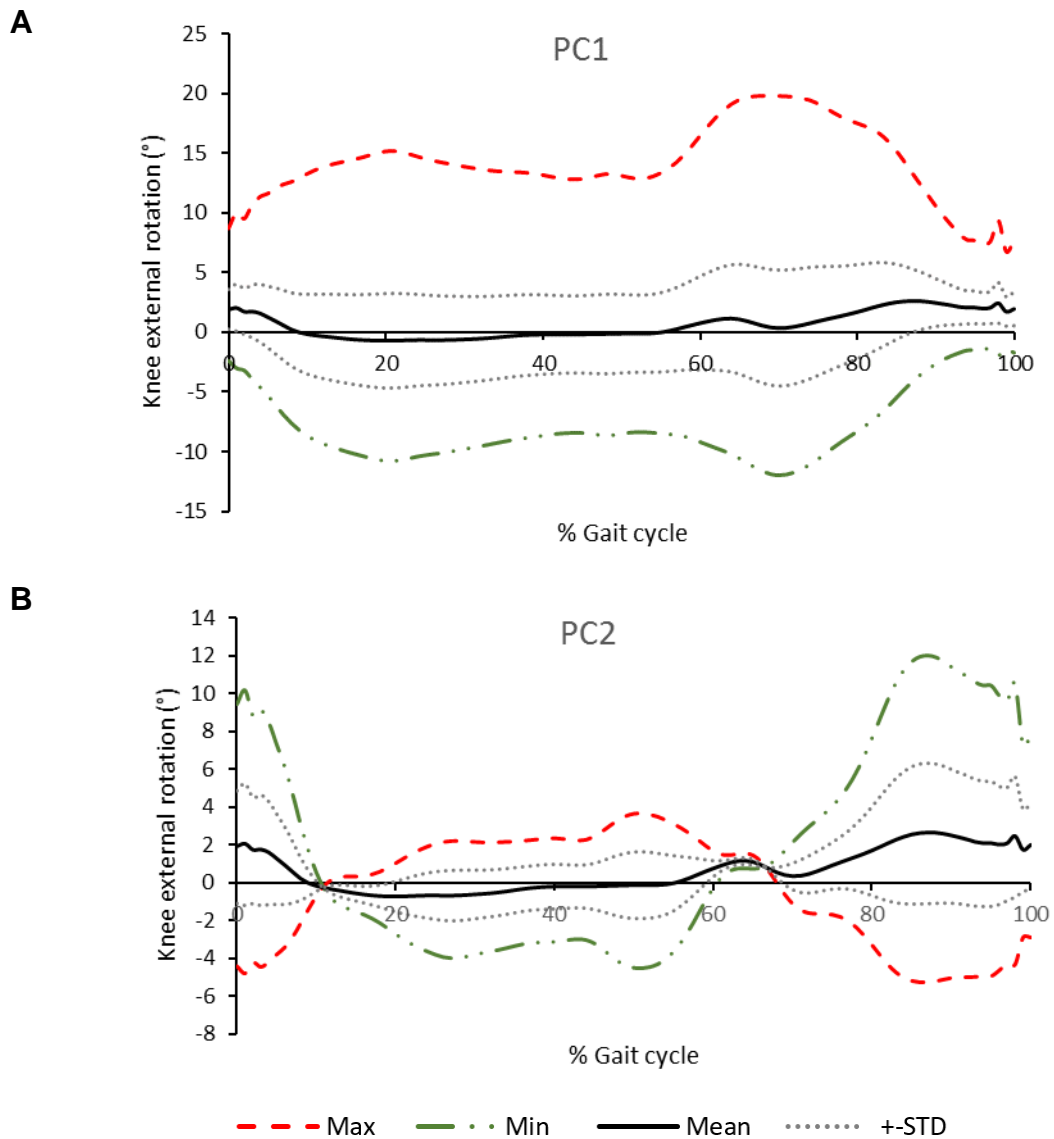 A
PC1
Knee external rotation (°)
25
20
15
10
5
0
-5
-10
-15
0 20 40 60 80 100
% Gait cycle
B
PC2
Knee external rotation (°)
14
12
10
8
6
4
2
0
-2
-4
-6
-8
0 20 40 60 80 100
% Gait cycle
Max Min Mean +-STD